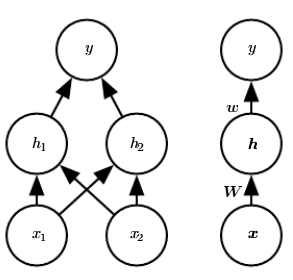 y y
w
h₁ h₂ h
W
x₁ x₂ x